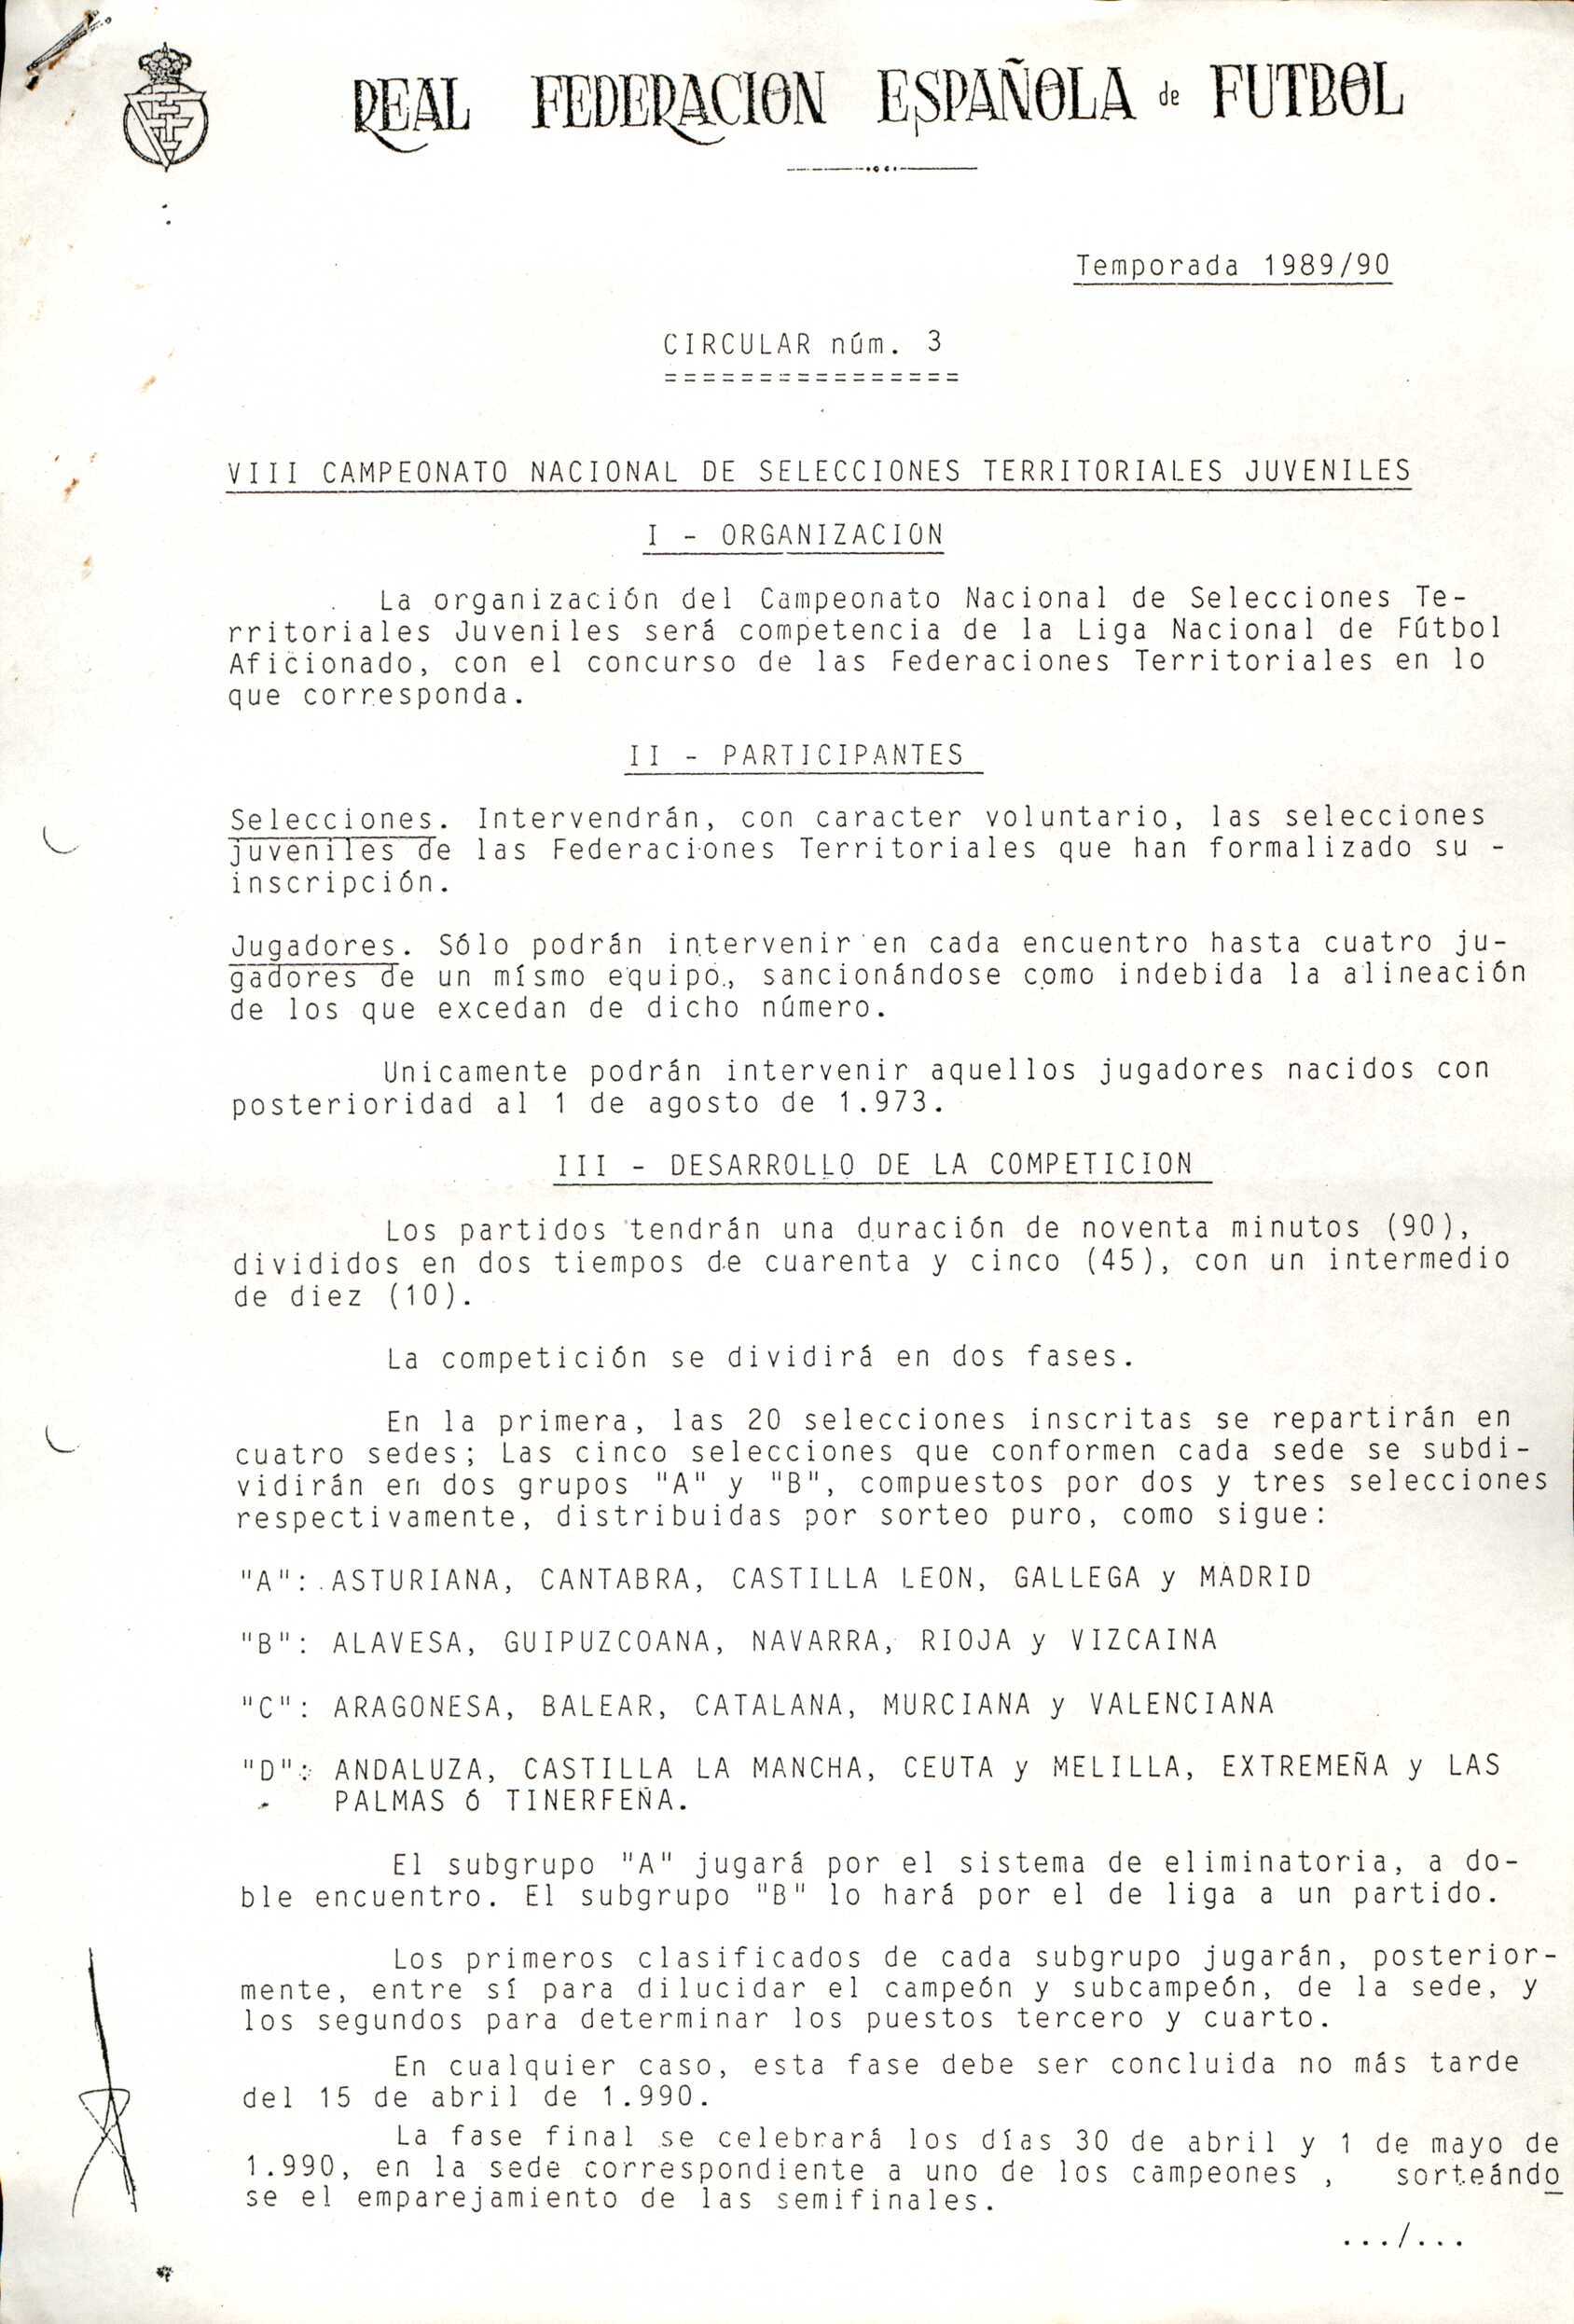 REAL FEDERACION ESPAÑOLA de FUTBOL
Temporada 1989/90
CIRCULAR núm. 3
================
VIII CAMPEONATO NACIONAL DE SELECCIONES TERRITORIALES JUVENILES
I - ORGANIZACION
La organización del Campeonato Nacional de Selecciones Te-
rritoriales Juveniles será competencia de la Liga Nacional de Fútbol
Aficionado, con el concurso de las Federaciones Territoriales en lo
que corresponda.
II - PARTICIPANTES
Selecciones. Intervendrán, con caracter voluntario, las selecciones
juveniles de las Federaciones Territoriales que han formalizado su -
inscripción.
Jugadores. Sólo podrán intervenir en cada encuentro hasta cuatro ju-
gadores de un mísmo equipo., sancionándose como indebida la alineación
de los que excedan de dicho número.
Unicamente podrán intervenir aquellos jugadores nacidos con
posterioridad al 1 de agosto de 1.973.
III - DESARROLLO DE LA COMPETICION
Los partidos tendrán una duración de noventa minutos (90),
divididos en dos tiempos de cuarenta y cinco (45), con un intermedio
de diez (10).
La competición se dividirá en dos fases.
En la primera, las 20 selecciones inscritas se repartirán en
cuatro sedes; Las cinco selecciones que conformen cada sede se subdi-
vidirán en dos grupos "A" y "B", compuestos por dos y tres selecciones
respectivamente, distribuidas por sorteo puro, como sigue:
"A": ASTURIANA, CANTABRA, CASTILLA LEON, GALLEGA y MADRID
"B": ALAVESA, GUIPUZCOANA, NAVARRA, RIOJA y VIZCAINA
"C": ARAGONESA, BALEAR, CATALANA, MURCIANA y VALENCIANA
"D": ANDALUZA, CASTILLA LA MANCHA, CEUTA y MELILLA, EXTREMEÑA y LAS
PALMAS ó TINERFEÑA.
El subgrupo "A" jugará por el sistema de eliminatoria, a do-
ble encuentro. El subgrupo "B" lo hará por el de liga a un partido.
Los primeros clasificados de cada subgrupo jugarán, posterior-
mente, entre sí para dilucidar el campeón y subcampeón, de la sede, y
los segundos para determinar los puestos tercero y cuarto.
En cualquier caso, esta fase debe ser concluida no más tarde
del 15 de abril de 1.990.
La fase final se celebrará los días 30 de abril y 1 de mayo de
1.990, en la sede correspondiente a uno de los campeones , sorteándo
se el emparejamiento de las semifinales.
.../...